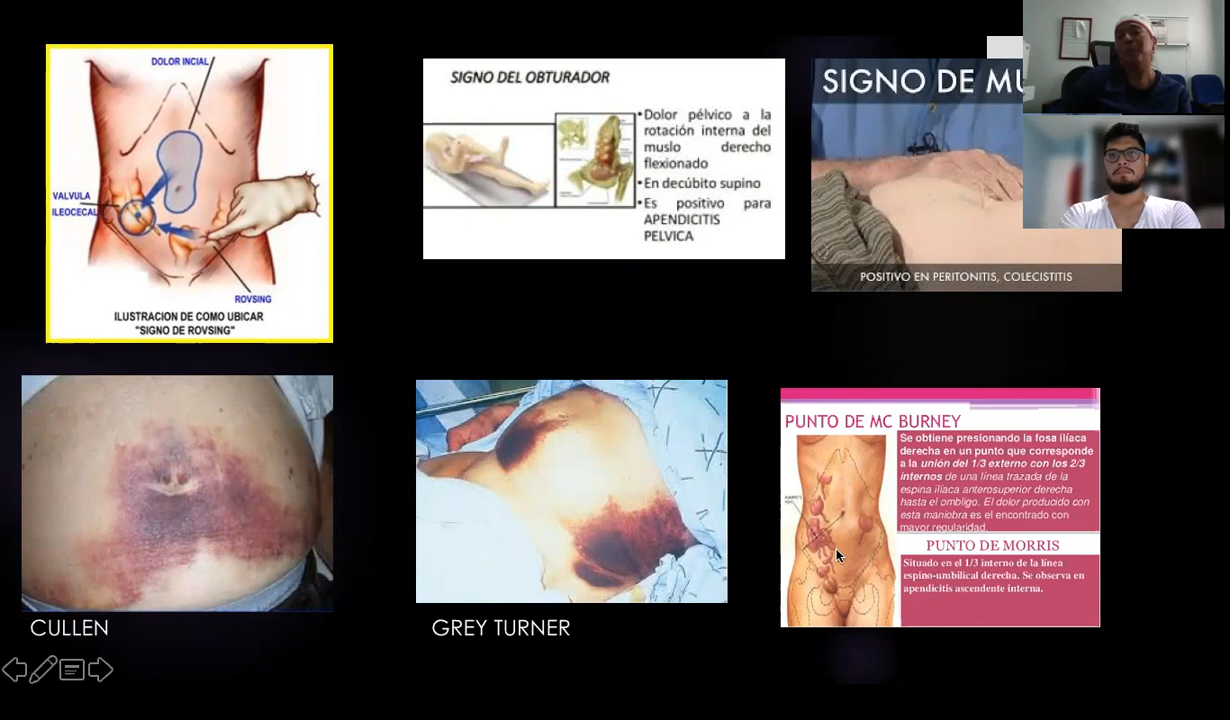 DOLOR INCIAL
VALVULA
ILEOCECAL
ROVSING
ILUSTRACION DE COMO UBICAR
"SIGNO DE ROVSING"
SIGNO DEL OBTURADOR
• Dolor pélvico a la
rotación interna del
muslo derecho
flexionado
• En decúbito supino
• Es positivo para
APENDICITIS
PELVICA
SIGNO DE MU
POSITIVO EN PERITONITIS, COLECISTITIS
CULLEN
GREY TURNER
PUNTO DE MC BURNEY
Se obtiene presionando la fosa ilíaca
derecha en un punto que corresponde
a la unión del 1/3 externo con los 2/3
internos de una línea trazada de la
espina ilíaca anterosuperior derecha
hasta el ombligo. El dolor producido con
esta maniobra es el encontrado con
mayor regularidad.
PUNTO DE MORRIS
Situado en el 1/3 interno de la línea
espino-umbilical derecha. Se observa en
apendicitis ascendente interna.